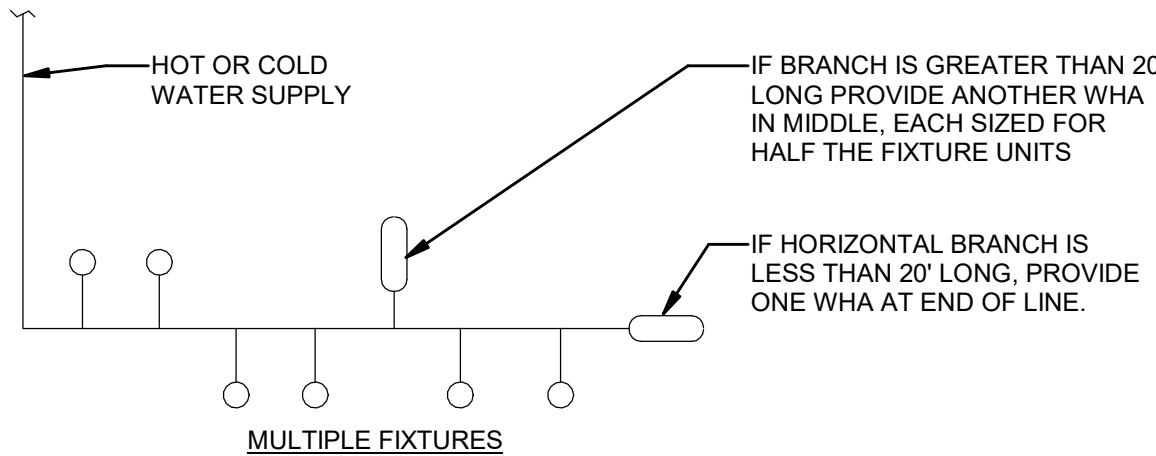 HOT OR COLD
WATER SUPPLY
IF BRANCH IS GREATER THAN 20
LONG PROVIDE ANOTHER WHA
IN MIDDLE, EACH SIZED FOR
HALF THE FIXTURE UNITS
IF HORIZONTAL BRANCH IS
LESS THAN 20' LONG, PROVIDE
ONE WHA AT END OF LINE.
MULTIPLE FIXTURES